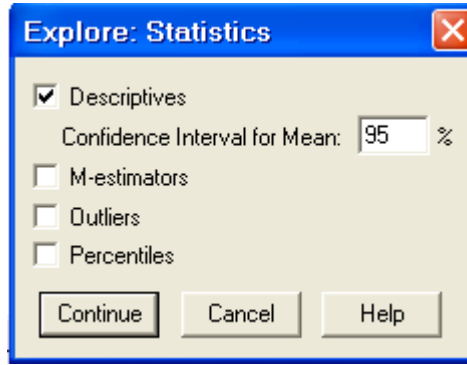 Explore: Statistics
Descriptives
Confidence Interval for Mean: 95 %
M-estimators
Outliers
Percentiles
Continue Cancel Help